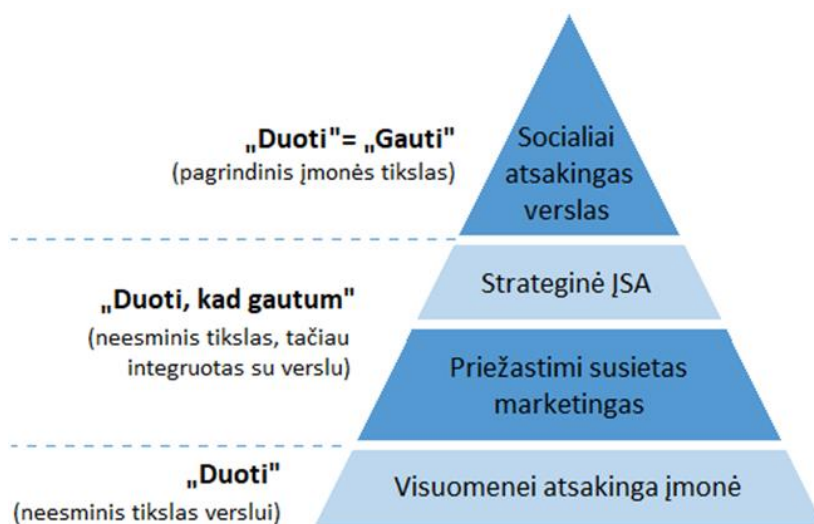 „Duoti"= „Gauti"
(pagrindinis įmonės tikslas)
Socialiai
atsakingas
verslas
„Duoti, kad gautum"
(neesminis tikslas, tačiau
integruotas su verslu)
Strateginė ĮSA
Priežastimi susietas
marketingas
„Duoti"
(neesminis tikslas verslui)
Visuomenei atsakinga įmonė